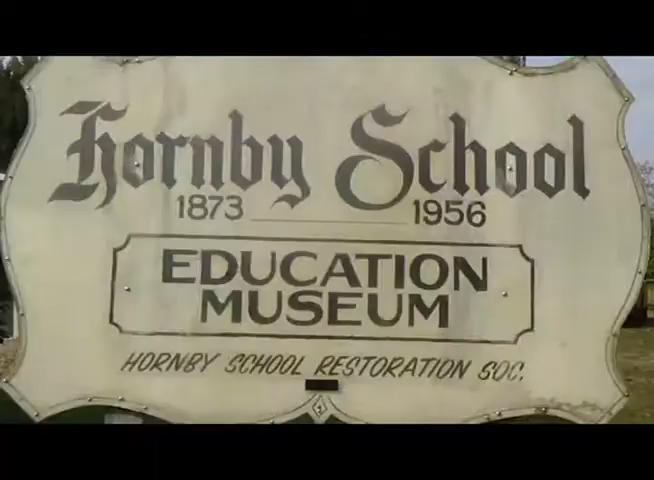 Hornby School
1873 1956
EDUCATION
MUSEUM
HORNBY SCHOOL RESTORATION SOC.